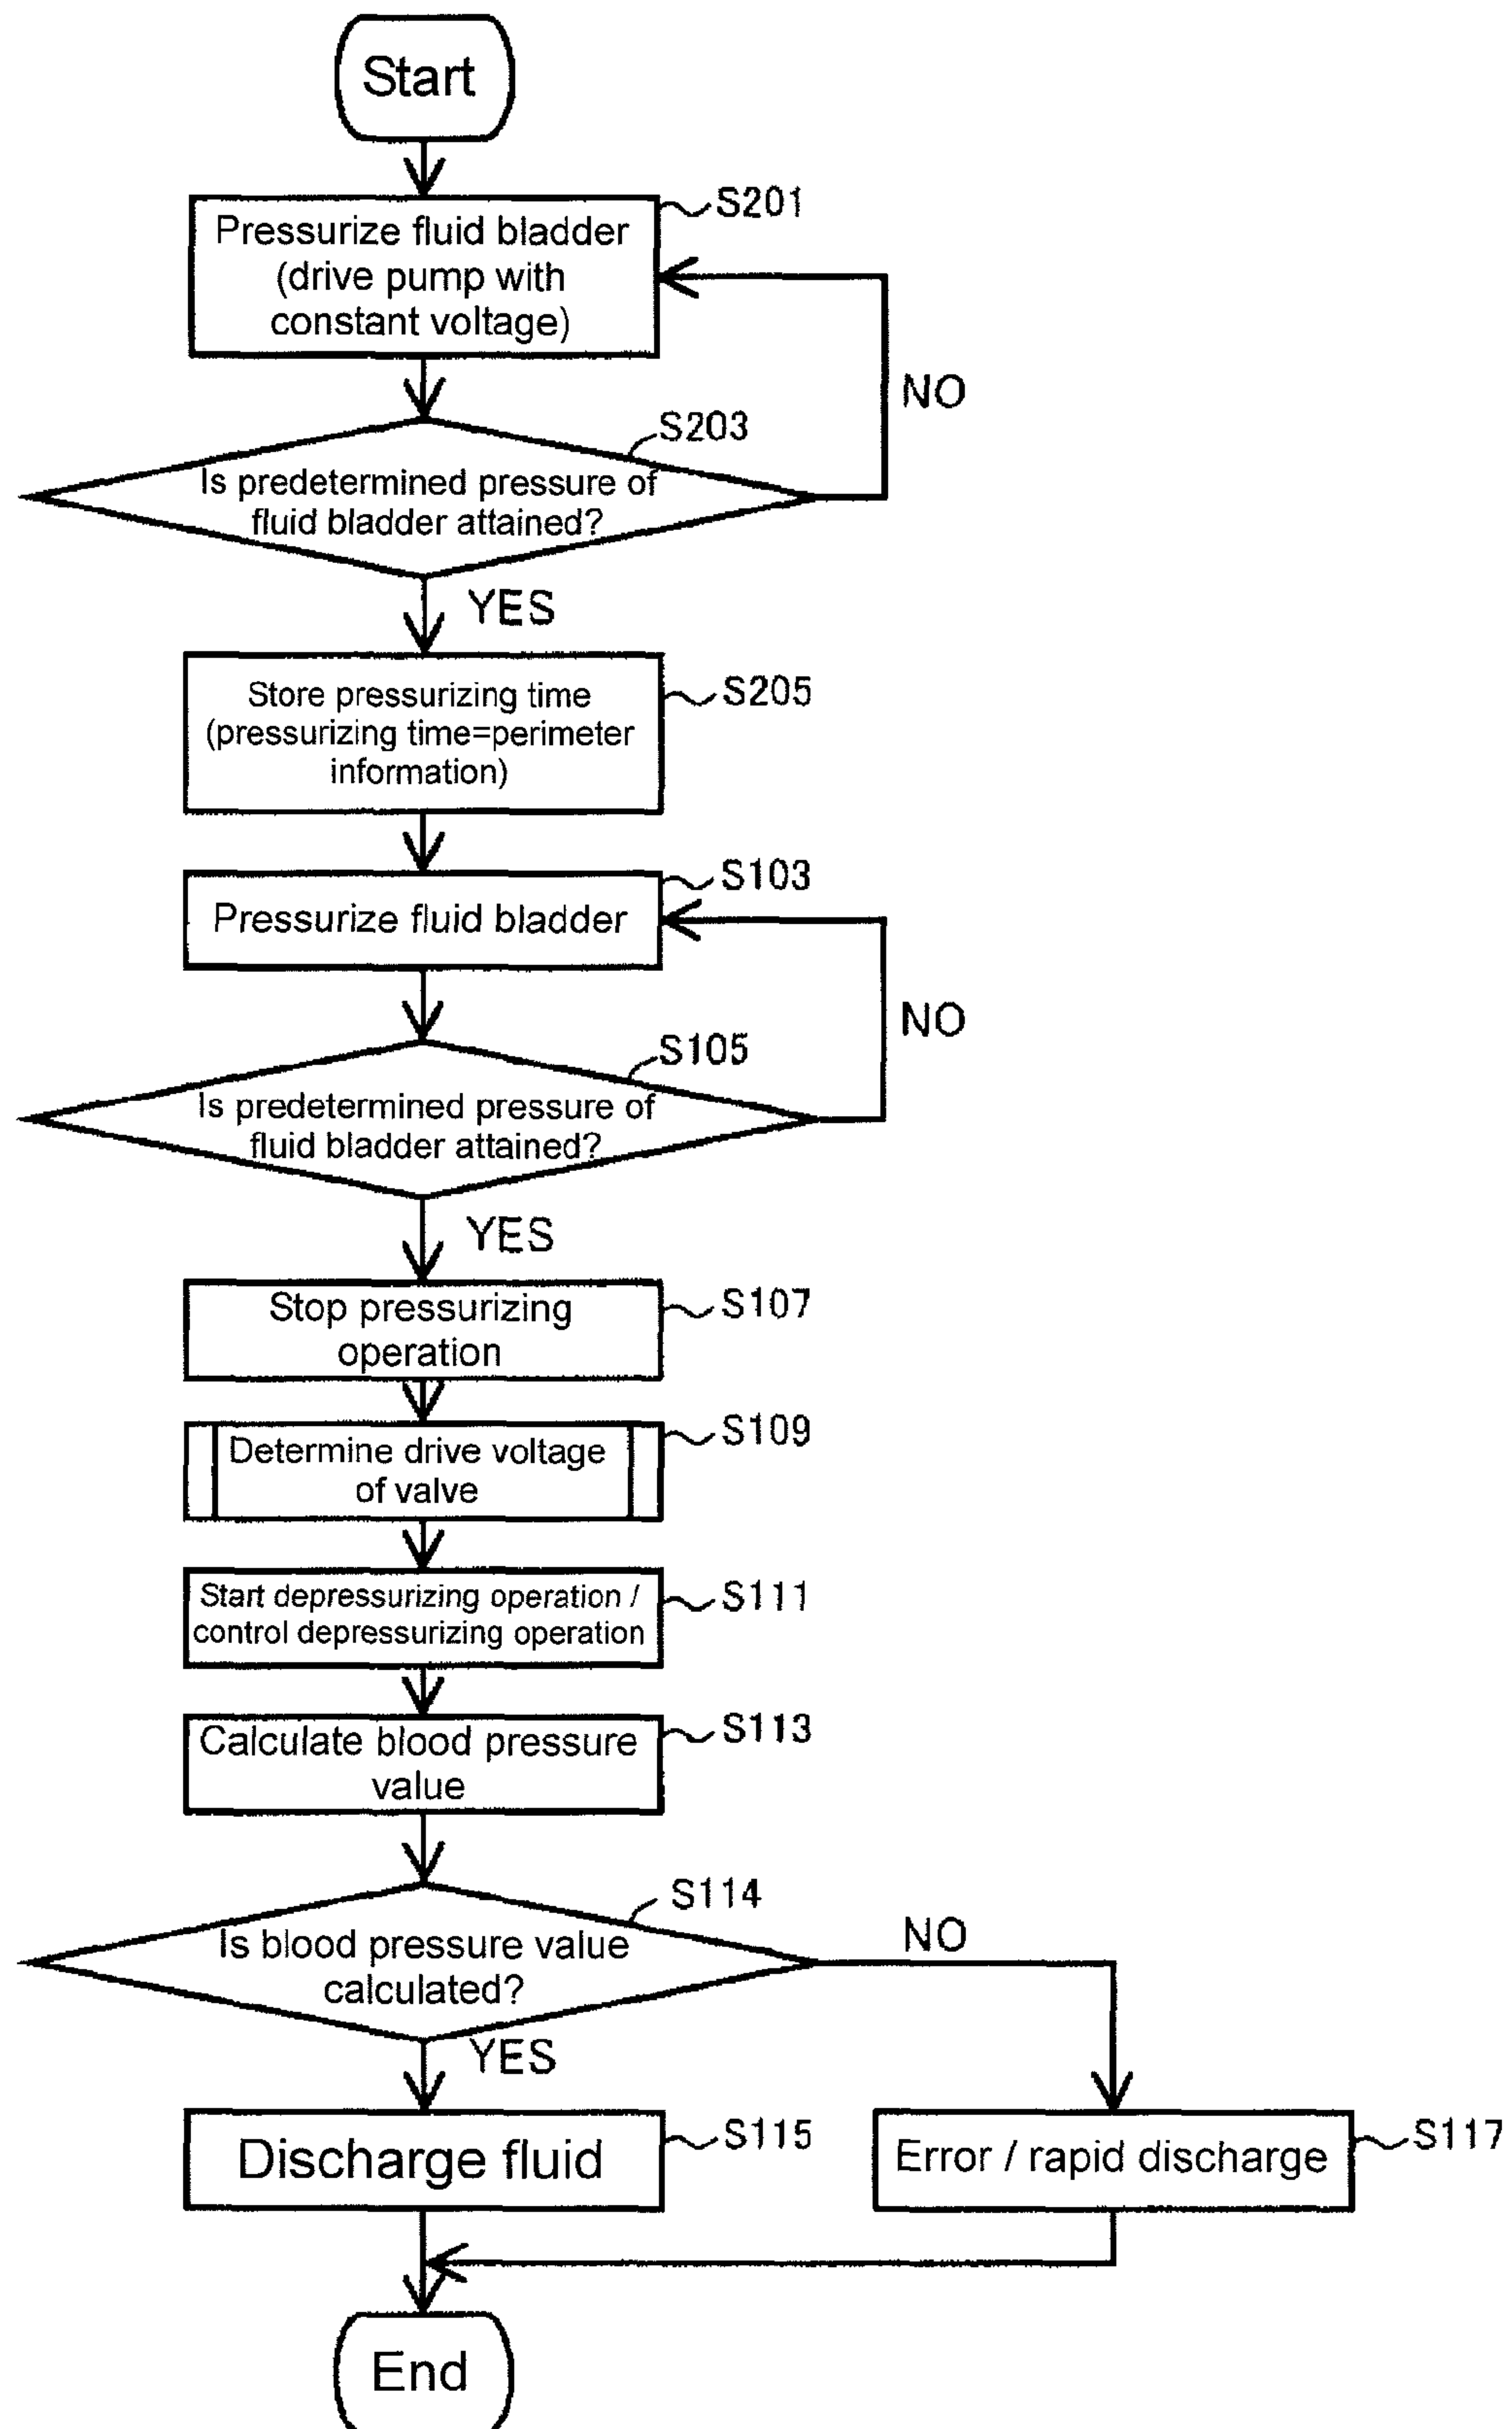 Start
S201
Pressurize fluid bladder
(drive pump with
constant voltage)
NO
S203
Is predetermined pressure of
fluid bladder attained?
YES
Store pressurizing time
(pressurizing time=perimeter
information)
S205
S103
Pressurize fluid bladder
NO
S105
Is predetermined pressure of
fluid bladder attained?
YES
Stop pressurizing
operation
S107
S109
Determine drive voltage
of valve
Start depressurizing operation /
control depressurizing operation
S111
Calculate blood pressure
value
S113
S114
Is blood pressure value
calculated?
NO
YES
Discharge fluid
S115
Error / rapid discharge
S117
End